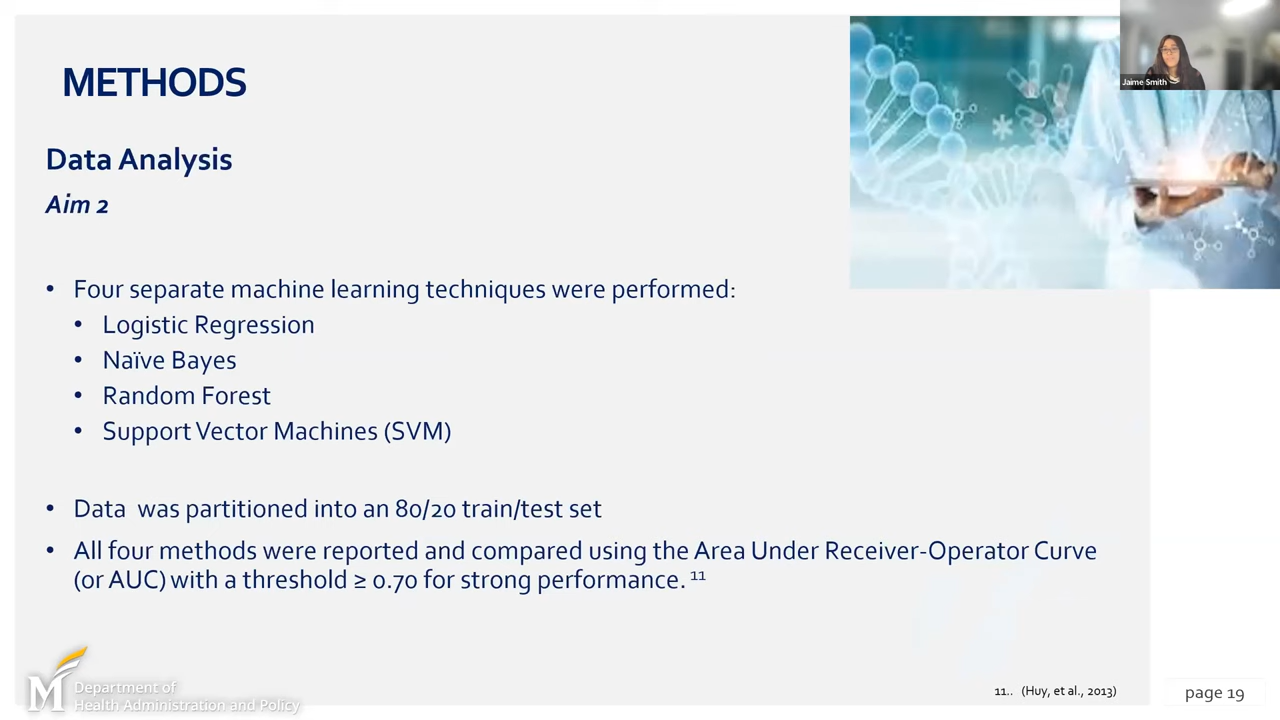 METHODS
Jaime Smith
Data Analysis
Aim 2
• Four separate machine learning techniques were performed:
• Logistic Regression
• Naïve Bayes
• Random Forest
• Support Vector Machines (SVM)
• Data  was partitioned into an 80/20 train/test set
• All four methods were reported and compared using the Area Under Receiver-Operator Curve
(or AUC) with a threshold ≥ 0.70 for strong performance. ¹¹
M
Department of
Health Administration and Policy
11.. (Huy, et al., 2013)
page 19